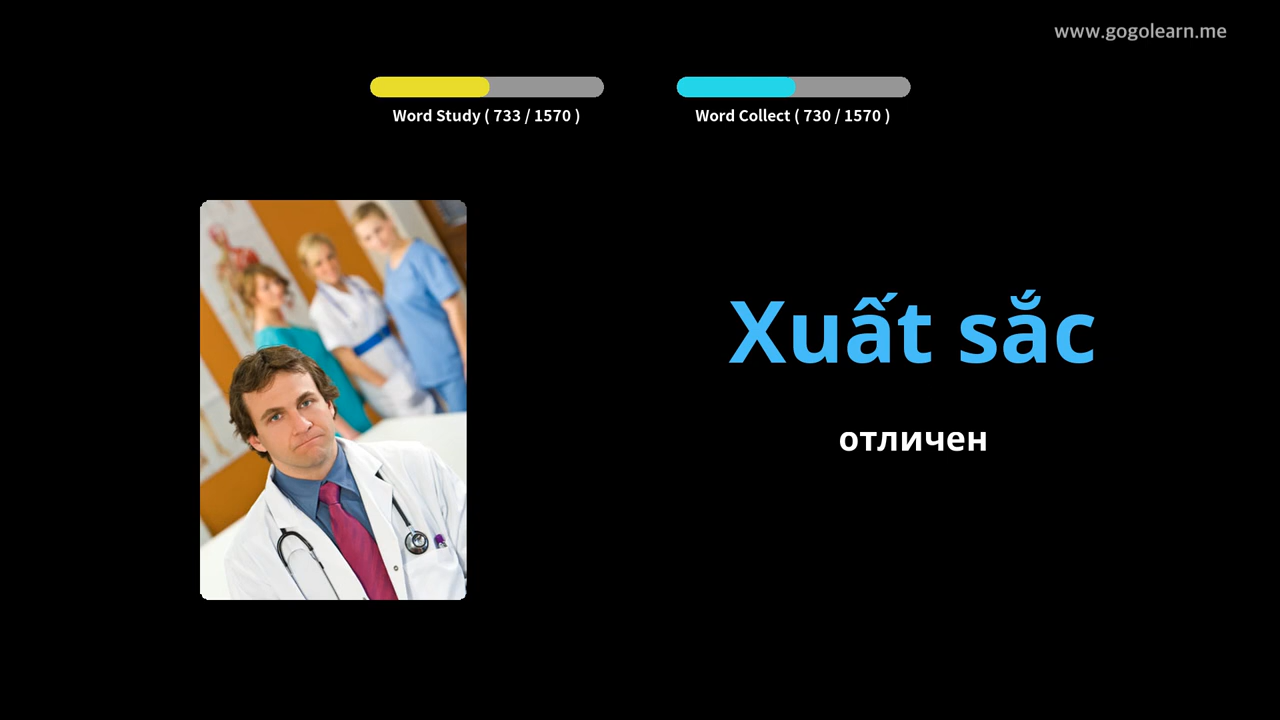 www.gogolearn.me
Word Study ( 733 / 1570 )
Word Collect ( 730 / 1570 )
Xuất sắc
отличен